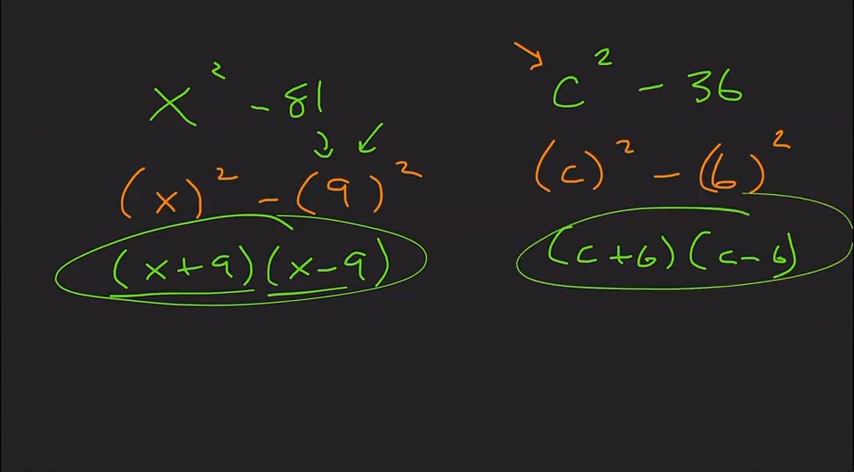 x² - 81
(x)² - (9)²
(x+9)(x-9)
c² - 36
(c)² - (6)²
(c+6)(c-6)